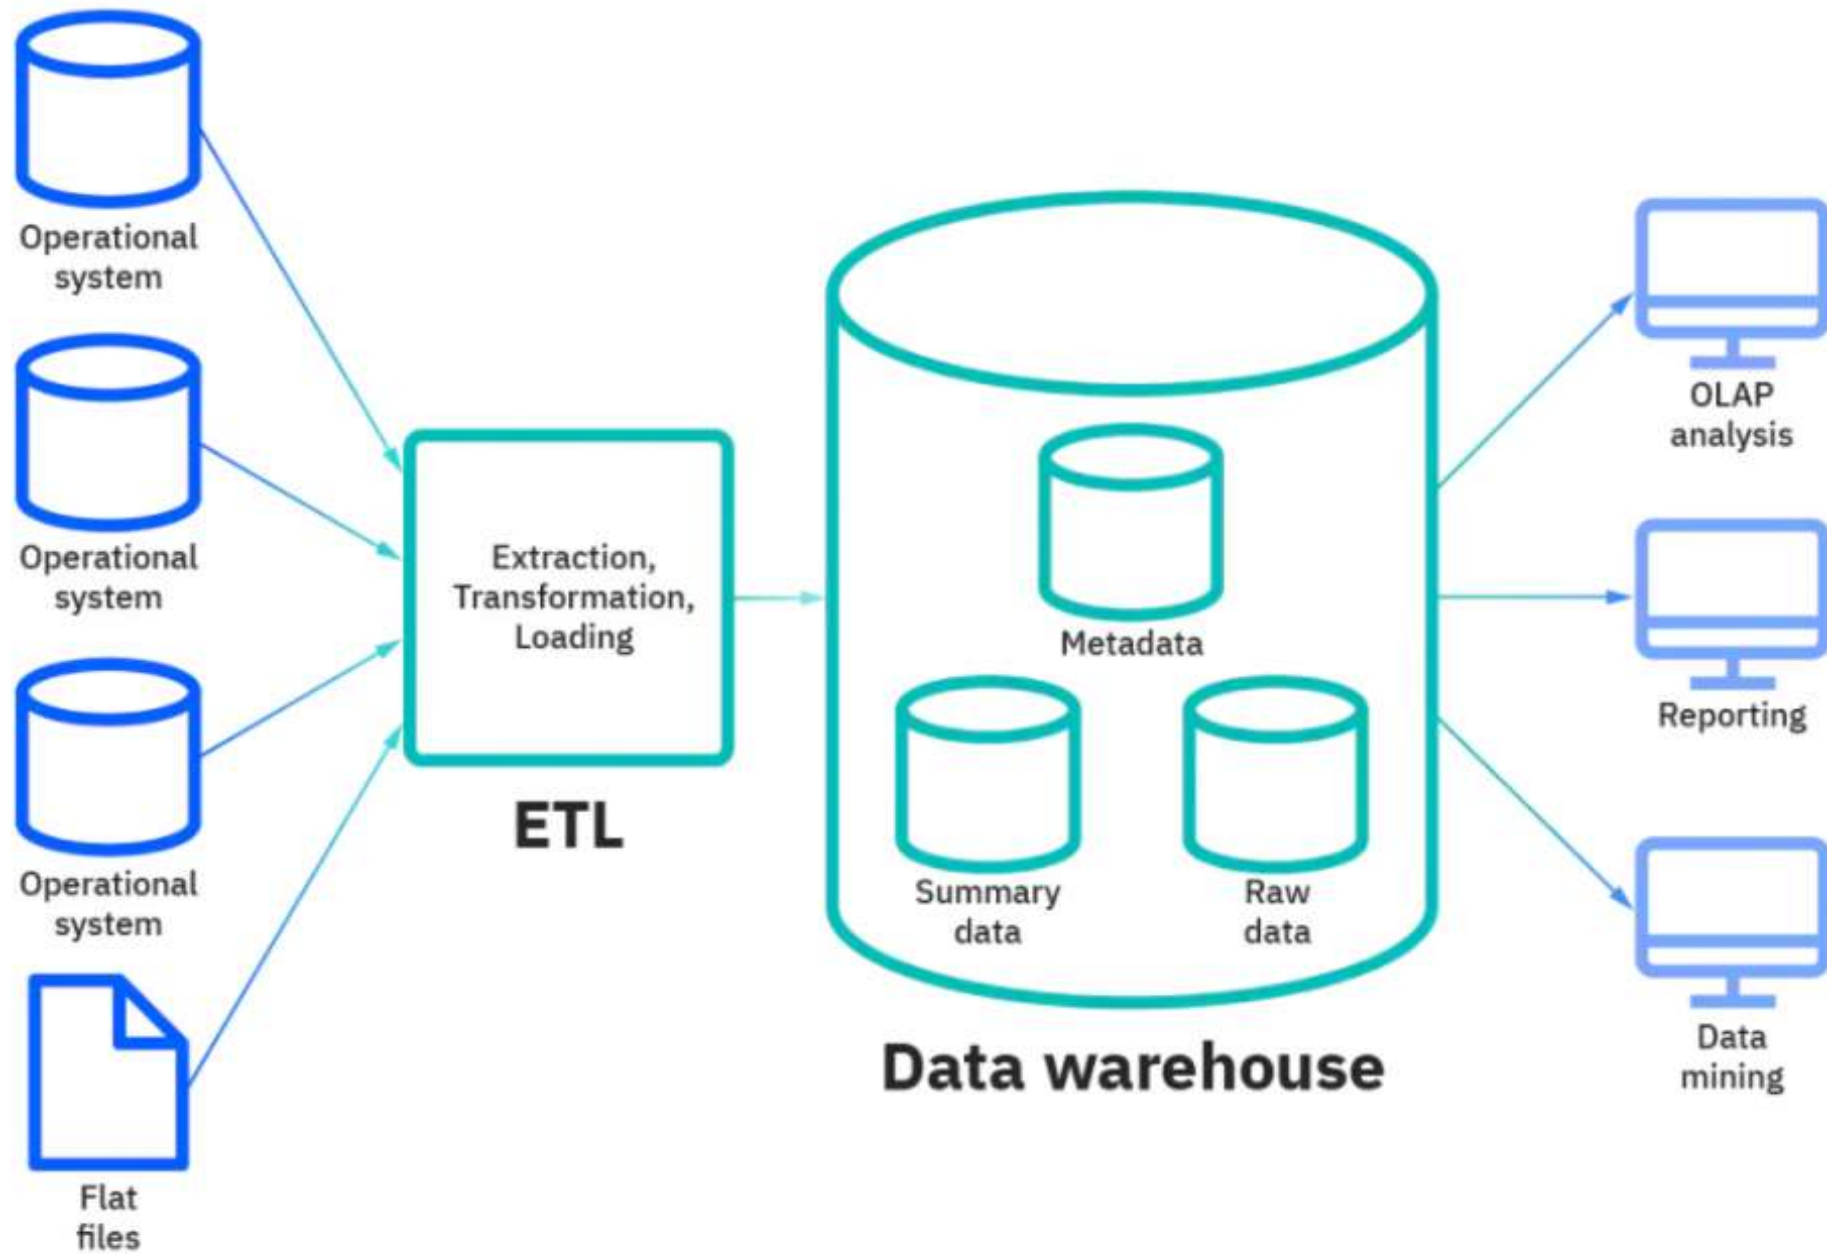 Operational
system
Operational
system
Operational
system
Flat
files
Extraction,
Transformation,
Loading
ETL
Metadata
Summary
data
Raw
data
Data warehouse
OLAP
analysis
Reporting
Data
mining